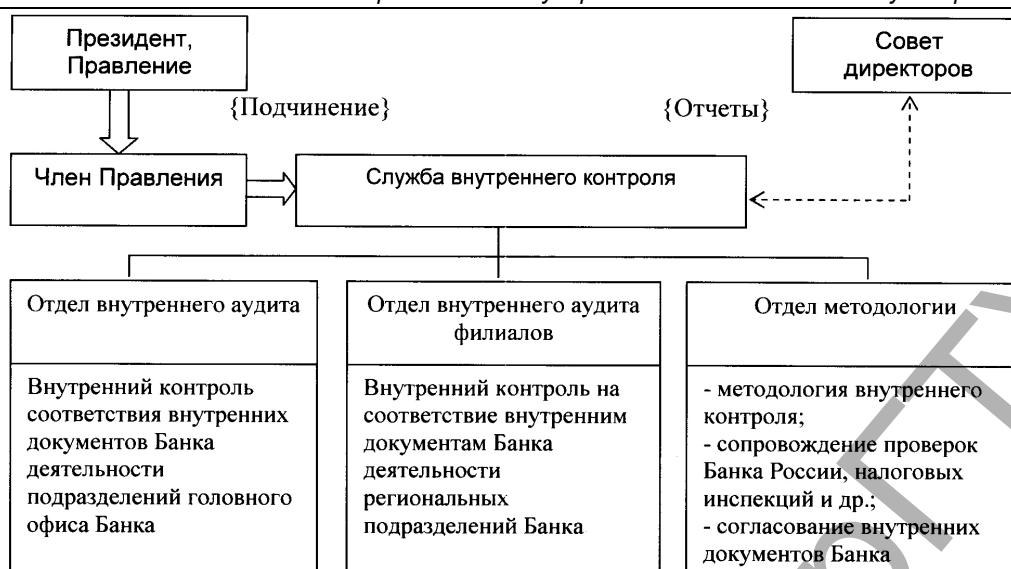 Президент,
Правление
Совет
директоров
{Подчинение}
{Отчеты}
Член Правления
Служба внутреннего контроля
Отдел внутреннего аудита
Внутренний контроль
соответствия внутренних
документов Банка
деятельности
подразделений головного
офиса Банка
Отдел внутреннего аудита
филиалов
Внутренний контроль на
соответствие внутренним
документам Банка
деятельности
региональных
подразделений Банка
Отдел методологии
- методология внутреннего
контроля;
- сопровождение проверок
Банка России, налоговых
инспекций и др.;
- согласование внутренних
документов Банка